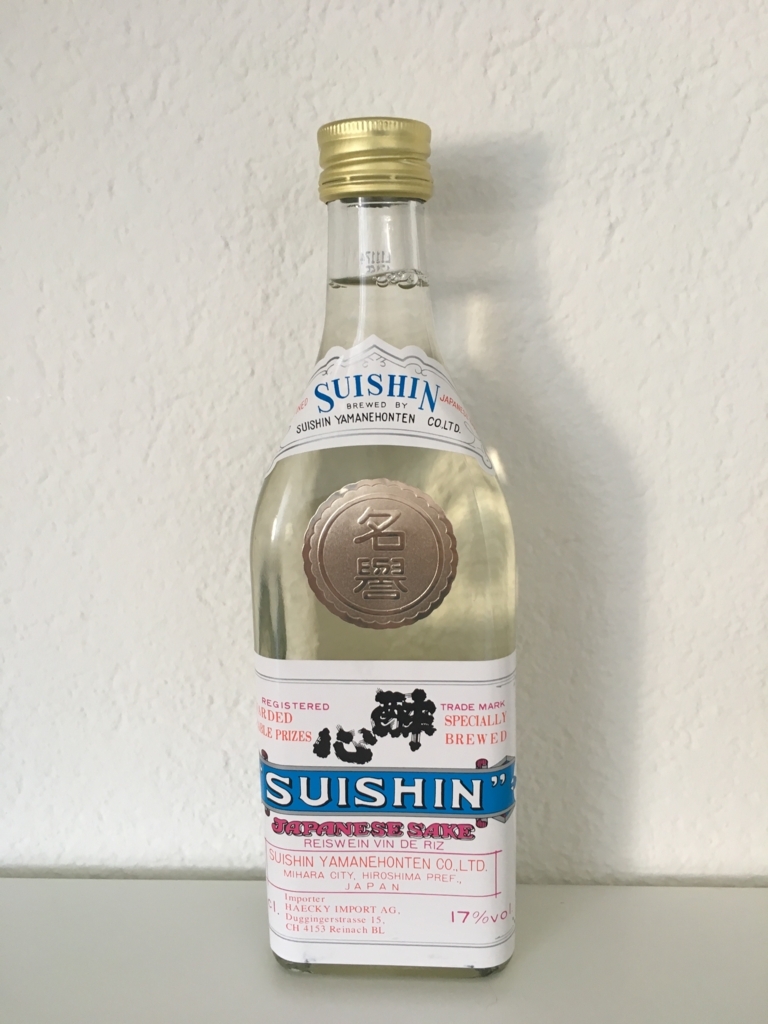 SUISHIN
BREWED BY
SUISHIN YAMANEHONTEN CO.LTD.
名
譽
REGISTERED
TRADE MARK
PRIZES
SPECIALLY
BREWED
醉心
"SUISHIN"
JAPANESE SAKE
REISWEIN VIN DE RIZ
SUISHIN YAMANEHONTEN CO.,LTD.
MIHARA CITY, HIROSHIMA PREF.,
JAPAN
Importer
HAECKY IMPORT AG,
Duggingerstrasse 15,
CH 4153 Reinach BL
17%vol